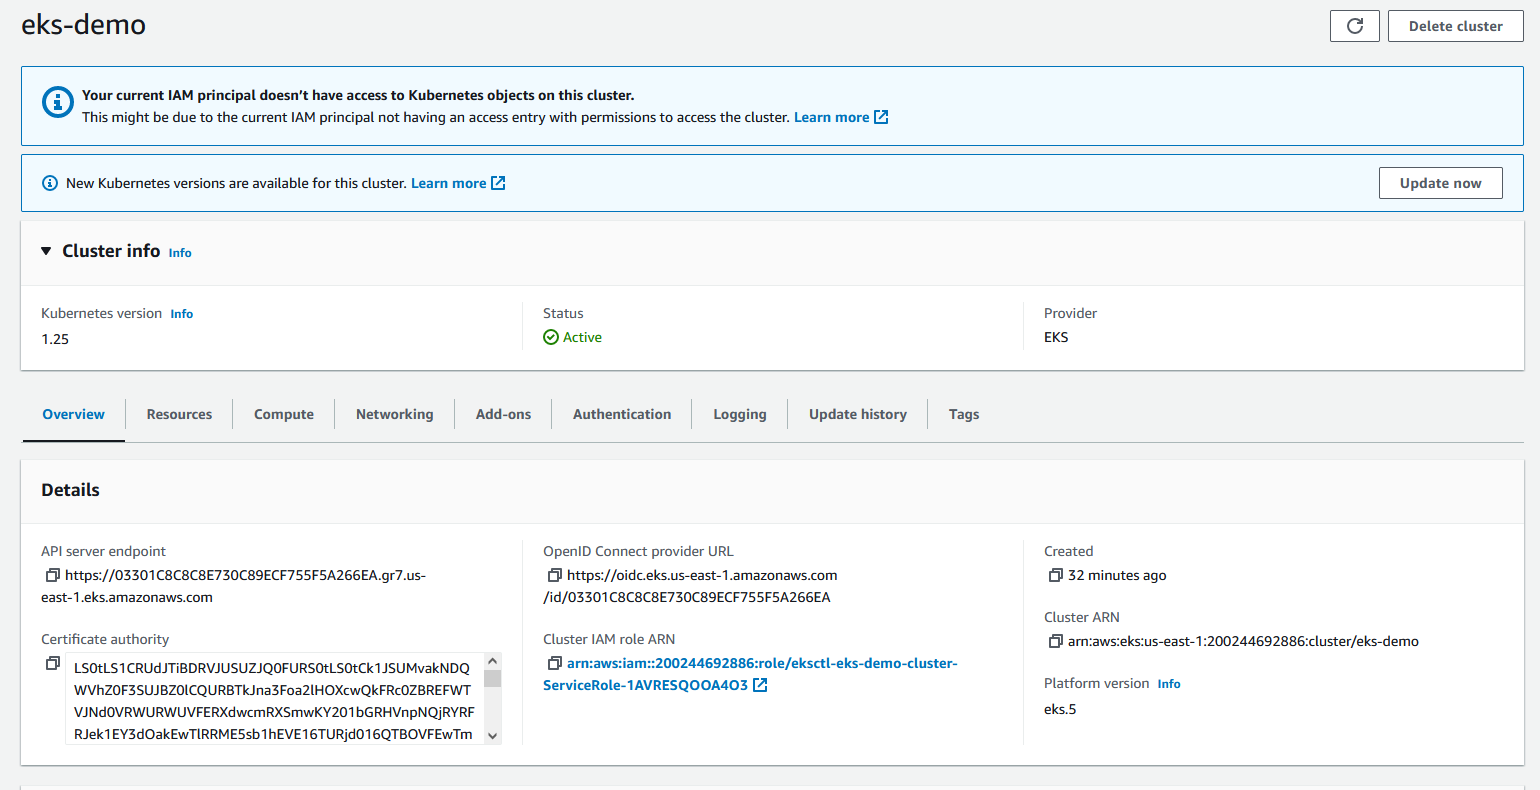 eks-demo
Delete cluster
Your current IAM principal doesn’t have access to Kubernetes objects on this cluster.
This might be due to the current IAM principal not having an access entry with permissions to access the cluster. Learn more
New Kubernetes versions are available for this cluster. Learn more
Update now
Cluster info Info
Kubernetes version Info
1.25
Status
Active
Provider
EKS
Overview
Resources
Compute
Networking
Add-ons
Authentication
Logging
Update history
Tags
Details
API server endpoint
https://03301C8C8C8E730C89ECF755F5A266EA.gr7.us-
east-1.eks.amazonaws.com
Certificate authority
LS0tLS1CRUdJTiBDRVJUSUZJQ0FURS0tLS0tCk1JSUMvakNDQ
WVhZ0F3SUJBZ0lCQURBTkJna3Foa2lHOXcwQkFRc0ZBREFWT
VJNd0VRWURWUVFERXdwcmRXSmwKY201bGRHVnpNQjRYRF
RJek1EY3dOakEwTlRRME5sb1hEVE16TURjd016QTBOVFEwTm
OpenID Connect provider URL
https://oidc.eks.us-east-1.amazonaws.com
/id/03301C8C8C8E730C89ECF755F5A266EA
Cluster IAM role ARN
arn:aws:iam::200244692886:role/eksctl-eks-demo-cluster-
ServiceRole-1AVRESQOOA4O3
Created
32 minutes ago
Cluster ARN
arn:aws:eks:us-east-1:200244692886:cluster/eks-demo
Platform version Info
eks.5